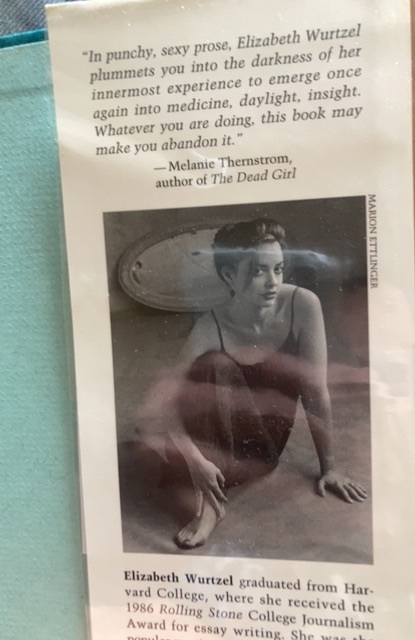 "In punchy, sexy prose, Elizabeth Wurtzel
plummets you into the darkness of her
innermost experience to emerge once
again into medicine, daylight, insight.
Whatever you are doing, this book may
make you abandon it."
—Melanie Thernstrom,
author of The Dead Girl
MARION ETTLINGER
Elizabeth Wurtzel graduated from Har-
vard College, where she received the
1986 Rolling Stone College Journalism
Award for essay writing. She was the